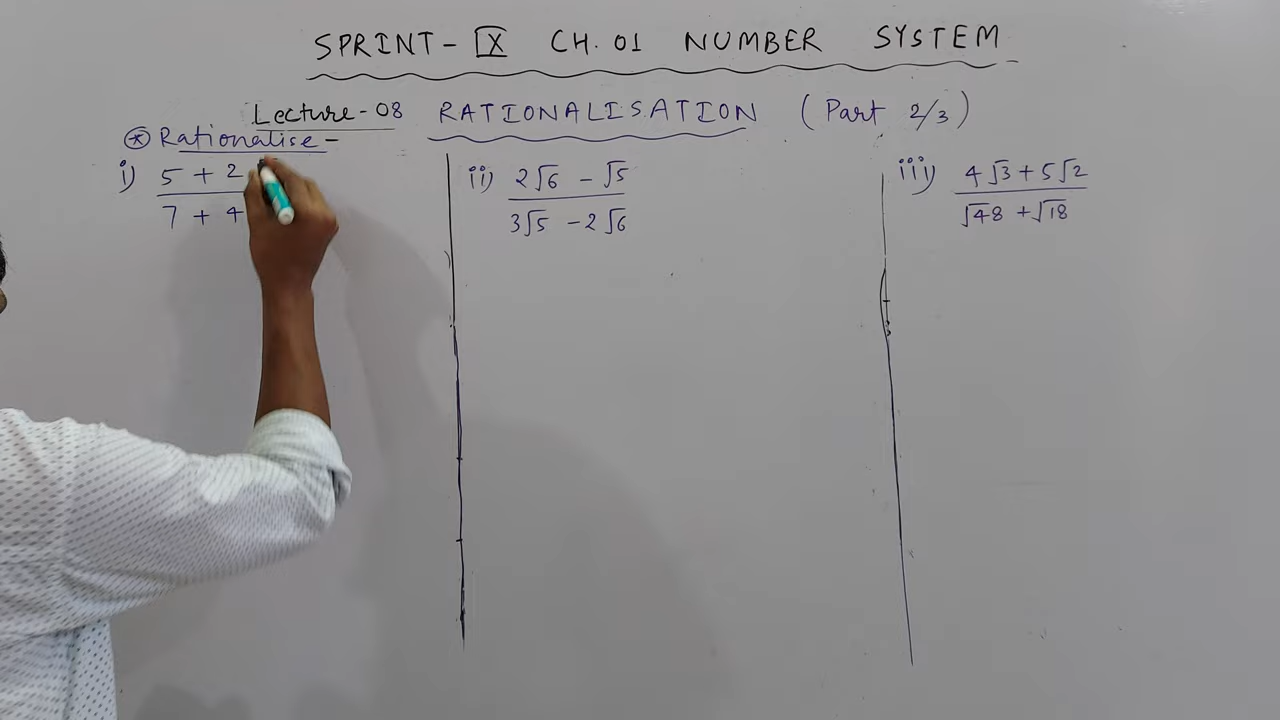 SPRINT- IX CH. 01 NUMBER SYSTEM
Lecture-08 RATIONALISATION (Part 2/3)
⊛ Rationalise -
i) 5 + 2
7 + 4
ii) 2√6 - √5
3√5 - 2√6
iii) 4√3 + 5√2
√48 + √18